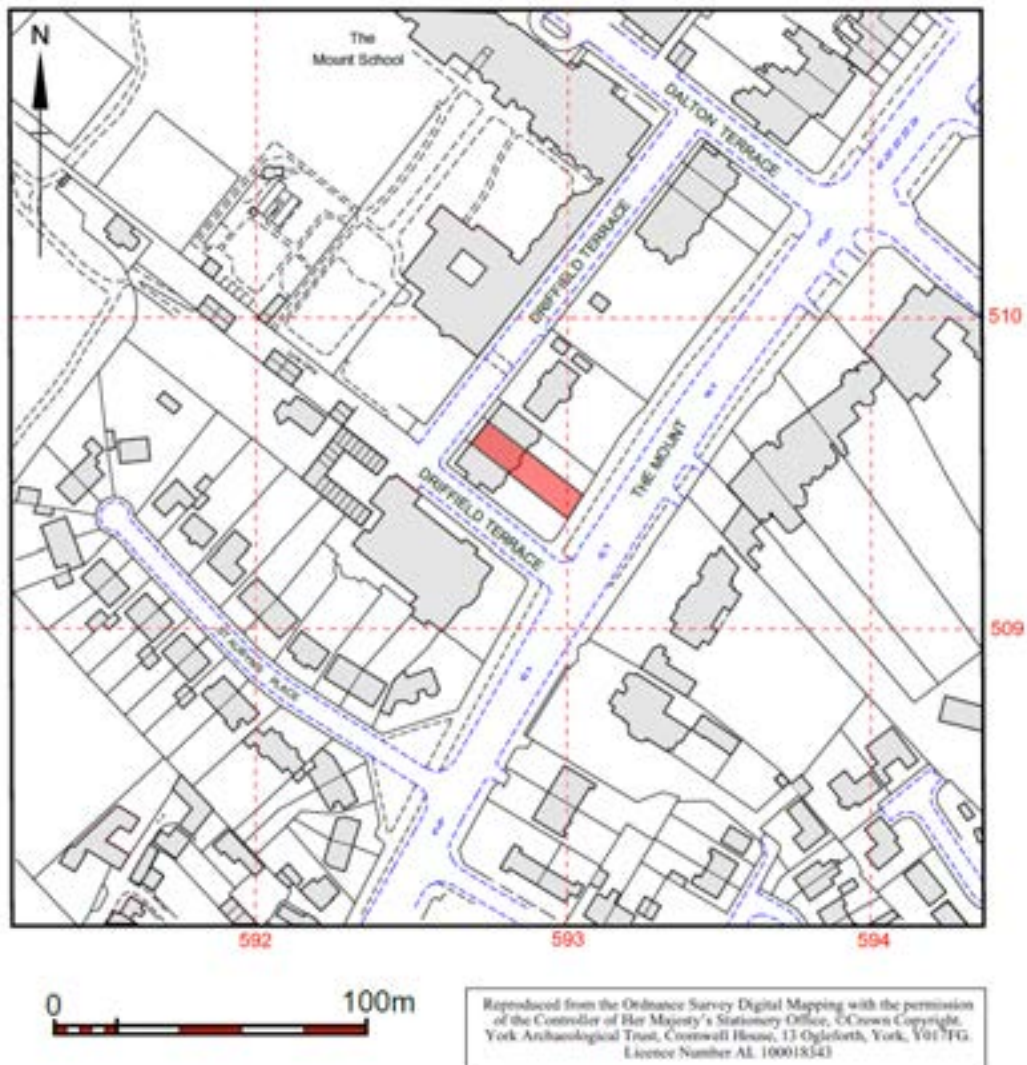 N
The
Mount School
DALTON TERRACE
DRIFFIELD TERRACE
510
THE MOUNT
DRIFFIELD TERRACE
509
PLACE
592
593
594
0
100m
Reproduced from the Ordnance Survey Digital Mapping with the permission
of the Controller of Her Majesty's Stationery Office, ©Crown Copyright.
York Archaeological Trust, Cromwell House, 13 Ogleforth, York, YO17FG.
Licence Number AL 100018343